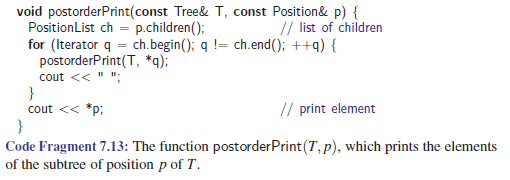 void postorderPrint(const Tree& T, const Position& p) {
PositionList ch = p.children(); // list of children
for (Iterator q = ch.begin(); q != ch.end(); ++q) {
postorderPrint(T, *q);
cout << " ";
}
cout << *p; // print element
}
Code Fragment 7.13: The function postorderPrint(T, p), which prints the elements
of the subtree of position p of T.